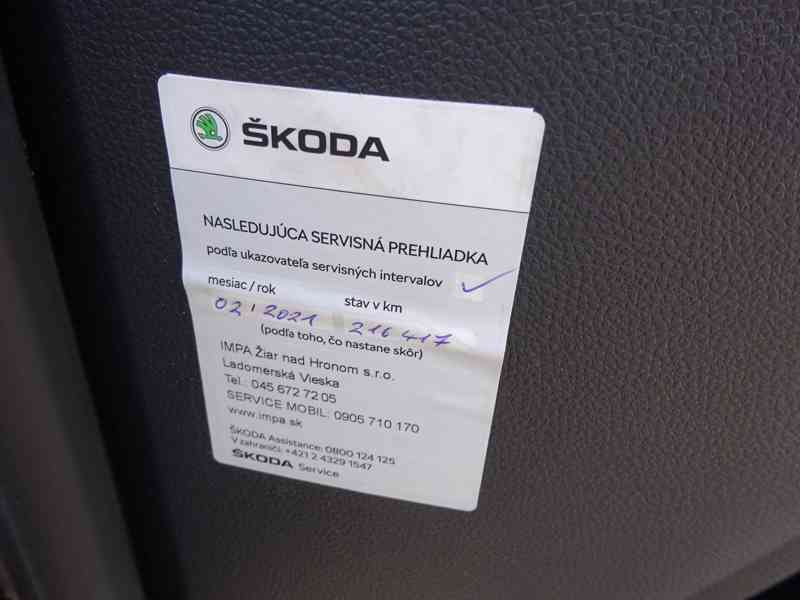 ŠKODA
NASLEDUJÚCA SERVISNÁ PREHLIADKA
podľa ukazovateľa servisných intervalov
mesiac / rok stav v km
02 / 2021 216 417
(podľa toho, čo nastane skôr)
IMPA Žiar nad Hronom s.r.o.
Ladomerská Vieska
Tel.: 045 672 72 05
SERVICE MOBIL: 0905 710 170
www.impa.sk
ŠKODA Assistance: 0800 124 125
V zahraničí: +421 2 4329 1547
ŠKODA Service